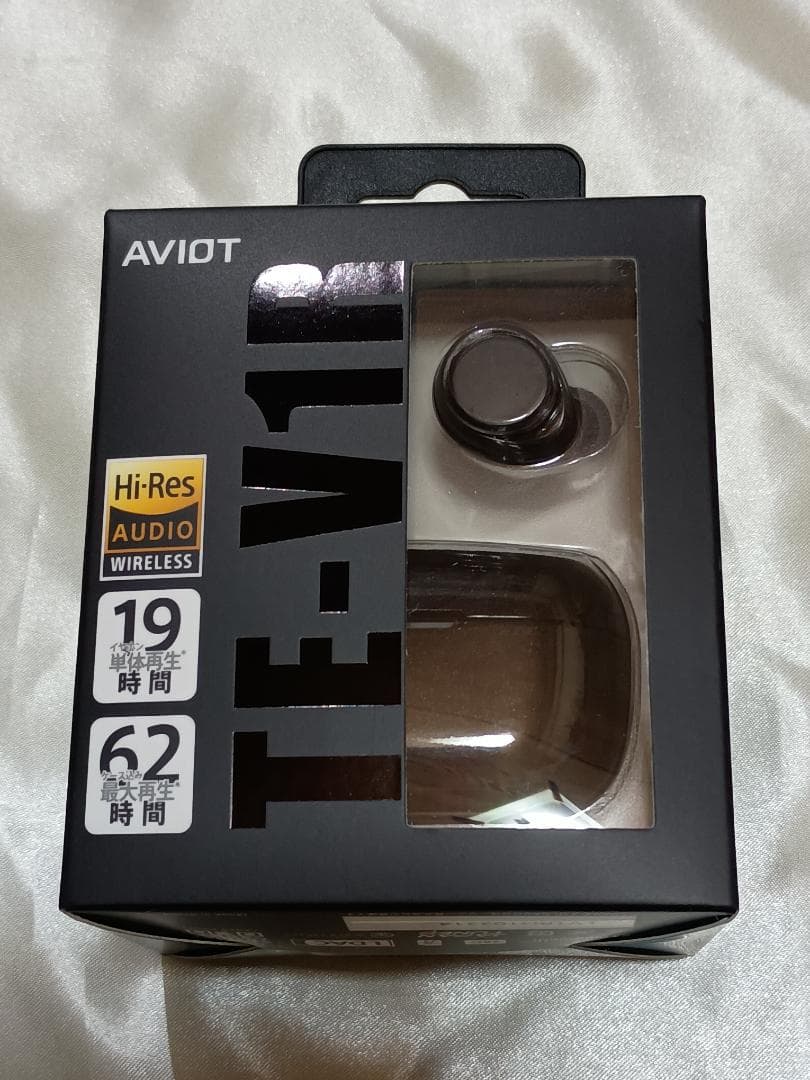 AVIOT
TE-V1R
Hi-Res
AUDIO
WIRELESS
19
イヤホン
単体再生*
時間
62
ケース込み
最大再生*
時間
LDAC